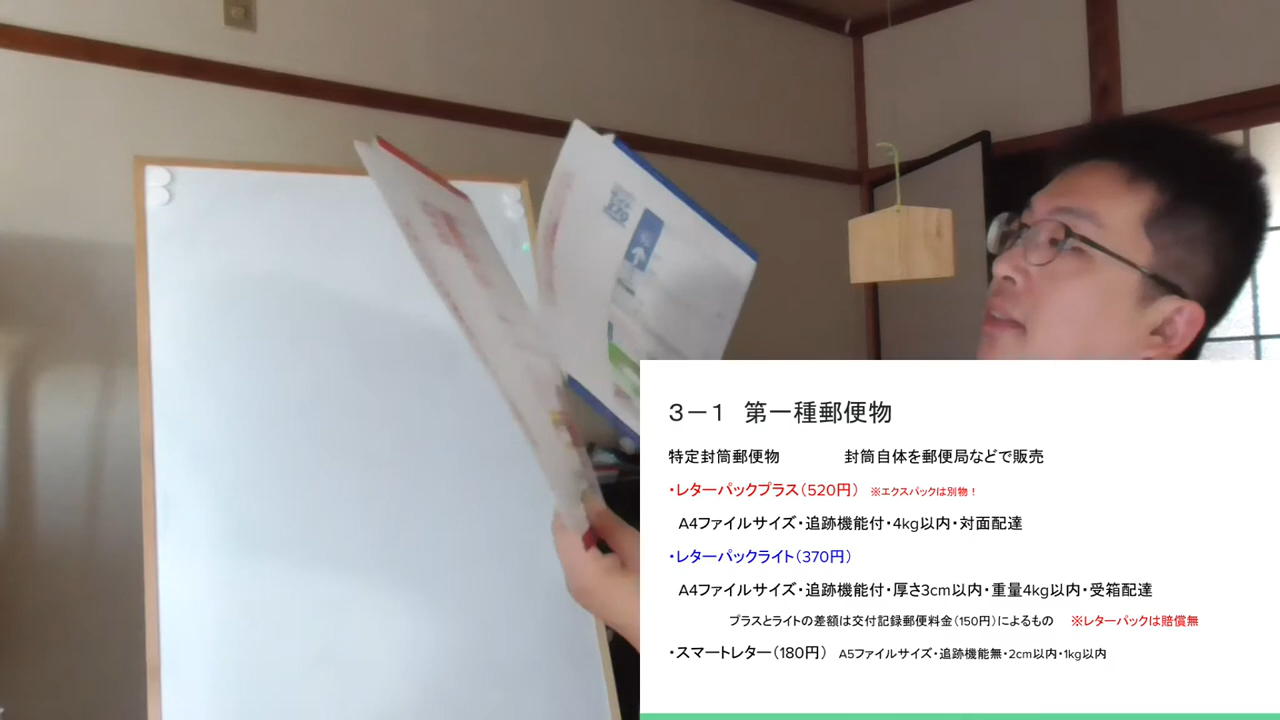 370
３－１　第一種郵便物
特定封筒郵便物　　　　封筒自体を郵便局などで販売
・レターパックプラス（520円）　※エクスパックは別物！
A4ファイルサイズ・追跡機能付・4kg以内・対面配達
・レターパックライト（370円）
A4ファイルサイズ・追跡機能付・厚さ3cm以内・重量4kg以内・受箱配達
プラスとライトの差額は交付記録郵便料金（150円）によるもの　※レターパックは賠償無
・スマートレター（180円）　A5ファイルサイズ・追跡機能無・2cm以内・1kg以内